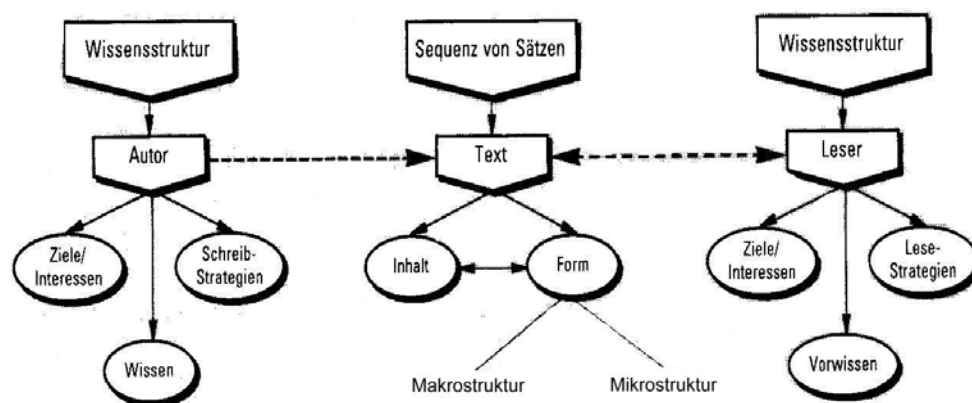 Wissensstruktur
Sequenz von Sätzen
Wissensstruktur
Autor
Text
Leser
Ziele/
Interessen
Schreib-
Strategien
Inhalt
Form
Ziele/
Interessen
Lese-
Strategien
Wissen
Makrostruktur
Mikrostruktur
Vorwissen